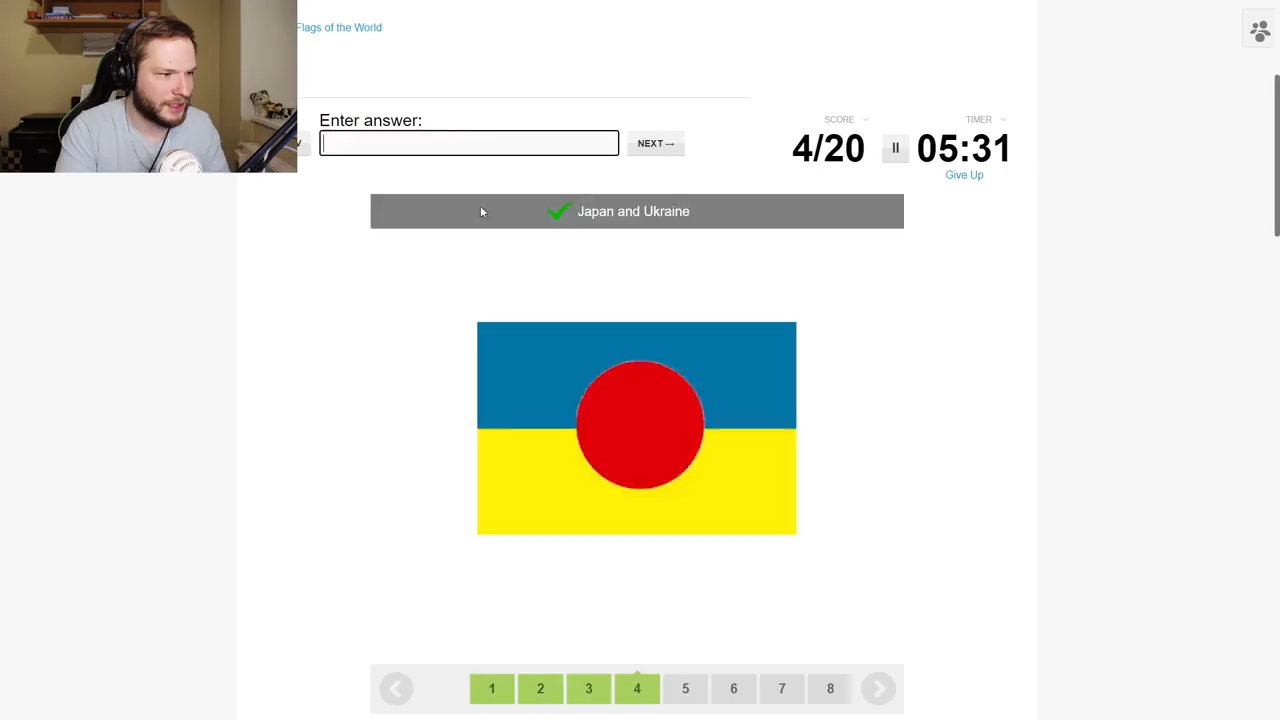 Flags of the World
Enter answer:
NEXT→
SCORE
4/20
TIMER
05:31
Give Up
Japan and Ukraine
1 2 3 4 5 6 7 8